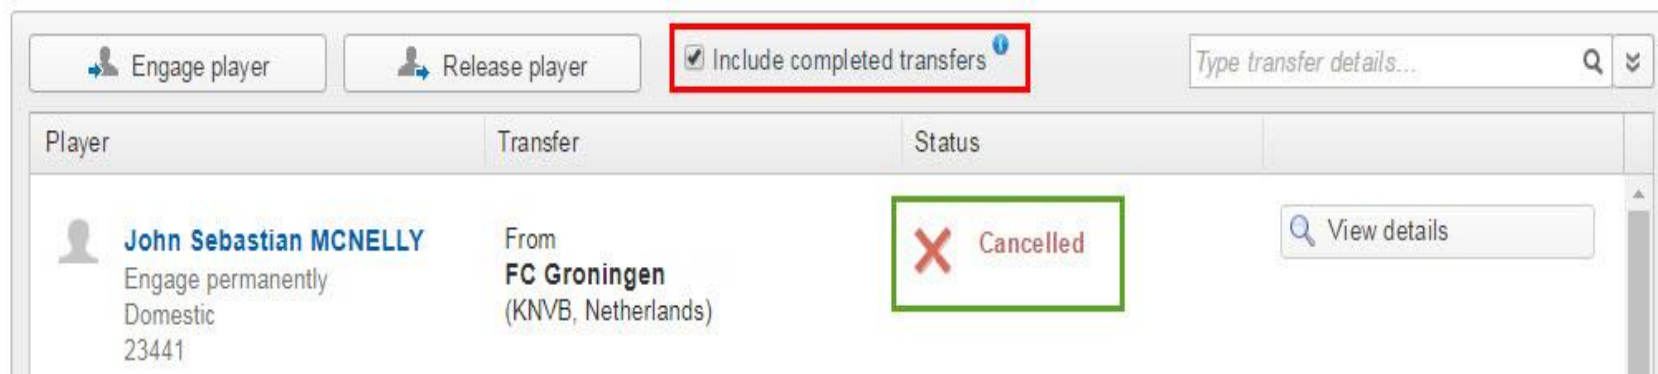 Engage player
Release player
Include completed transfers
Type transfer details...
Player
Transfer
Status
John Sebastian MCNELLY
Engage permanently
Domestic
23441
From
FC Groningen
(KNVB, Netherlands)
Cancelled
View details